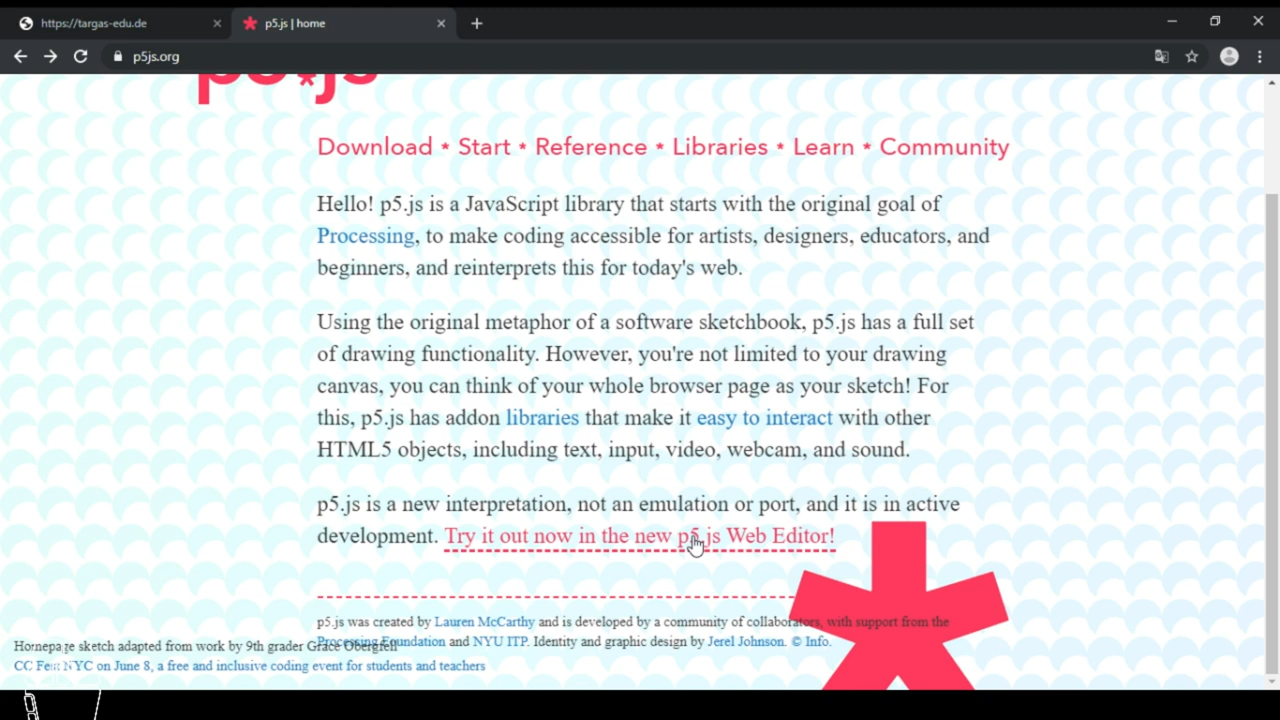 https://targas-edu.de
p5.js | home
p5js.org
p5.js
Download * Start * Reference * Libraries * Learn * Community
Hello! p5.js is a JavaScript library that starts with the original goal of
Processing, to make coding accessible for artists, designers, educators, and
beginners, and reinterprets this for today's web.
Using the original metaphor of a software sketchbook, p5.js has a full set
of drawing functionality. However, you're not limited to your drawing
canvas, you can think of your whole browser page as your sketch! For
this, p5.js has addon libraries that make it easy to interact with other
HTML5 objects, including text, input, video, webcam, and sound.
p5.js is a new interpretation, not an emulation or port, and it is in active
development. Try it out now in the new p5.js Web Editor!
p5.js was created by Lauren McCarthy and is developed by a community of collaborators, with support from the
Processing Foundation and NYU ITP. Identity and graphic design by Jerel Johnson. © Info.
Homepage sketch adapted from work by 9th grader Grace Obergfell
CC Fest NYC on June 8, a free and inclusive coding event for students and teachers